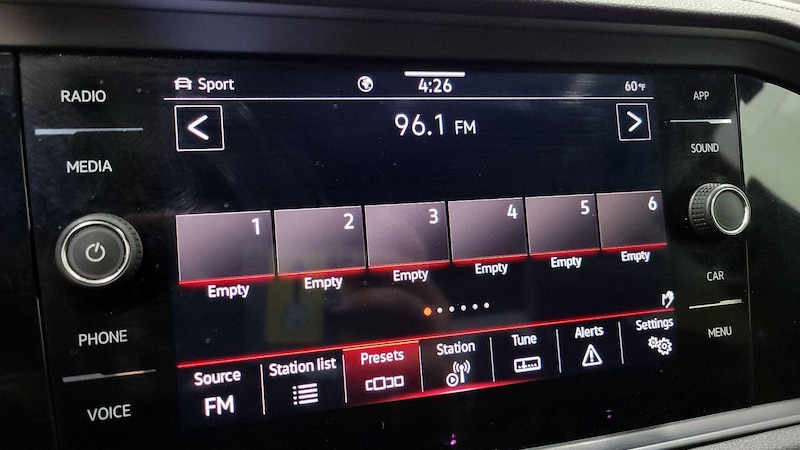 RADIO
MEDIA
PHONE
VOICE
Sport
4:26
60°F
96.1 FM
1 2 3 4 5 6
Empty Empty Empty Empty Empty Empty
Source Station list Presets Station Tune Alerts Settings
FM
APP
SOUND
CAR
MENU